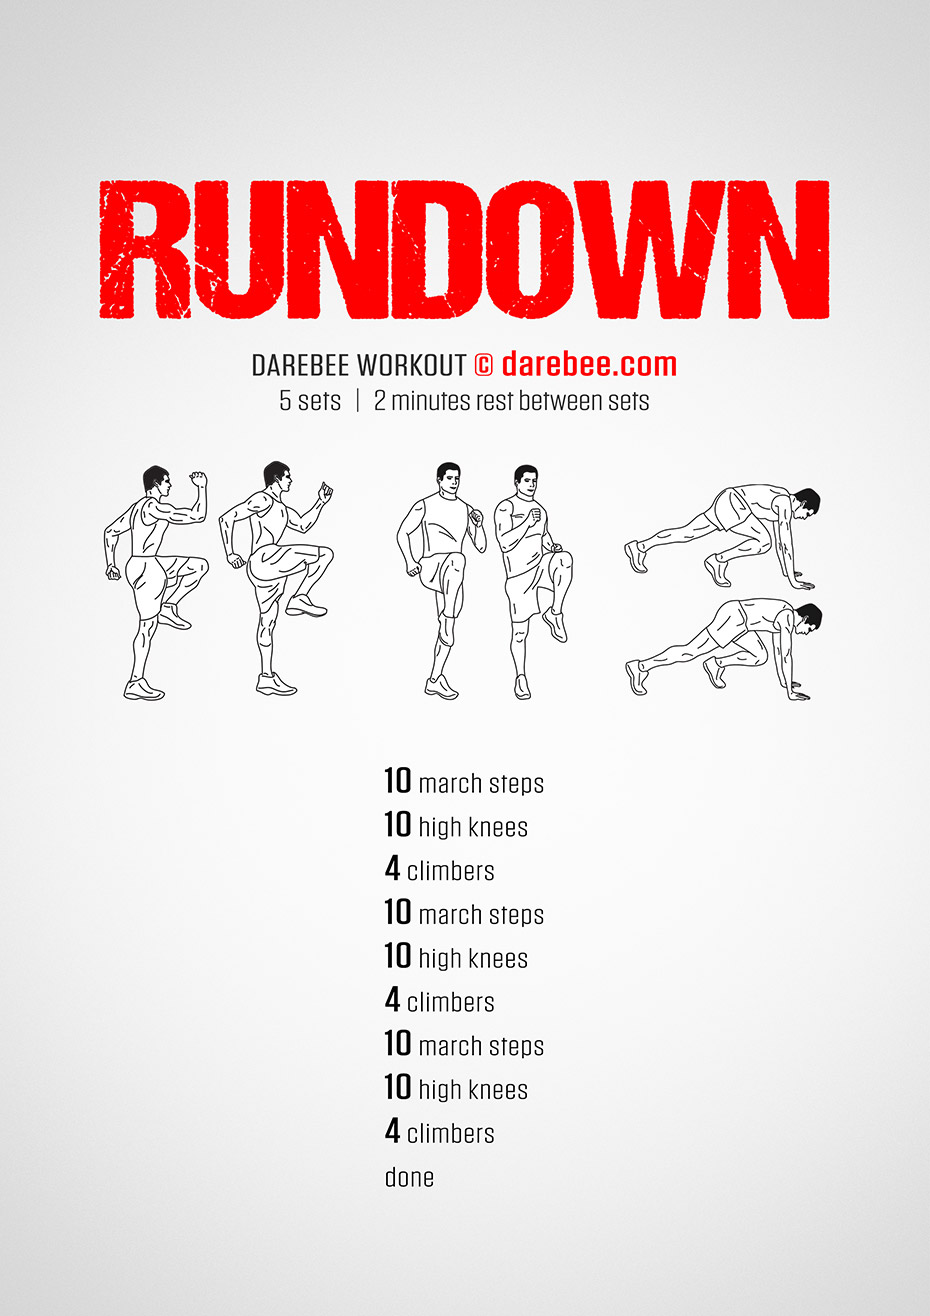 RUNDOWN
DAREBEE WORKOUT © darebee.com
5 sets | 2 minutes rest between sets
10 march steps
10 high knees
4 climbers
10 march steps
10 high knees
4 climbers
10 march steps
10 high knees
4 climbers
done